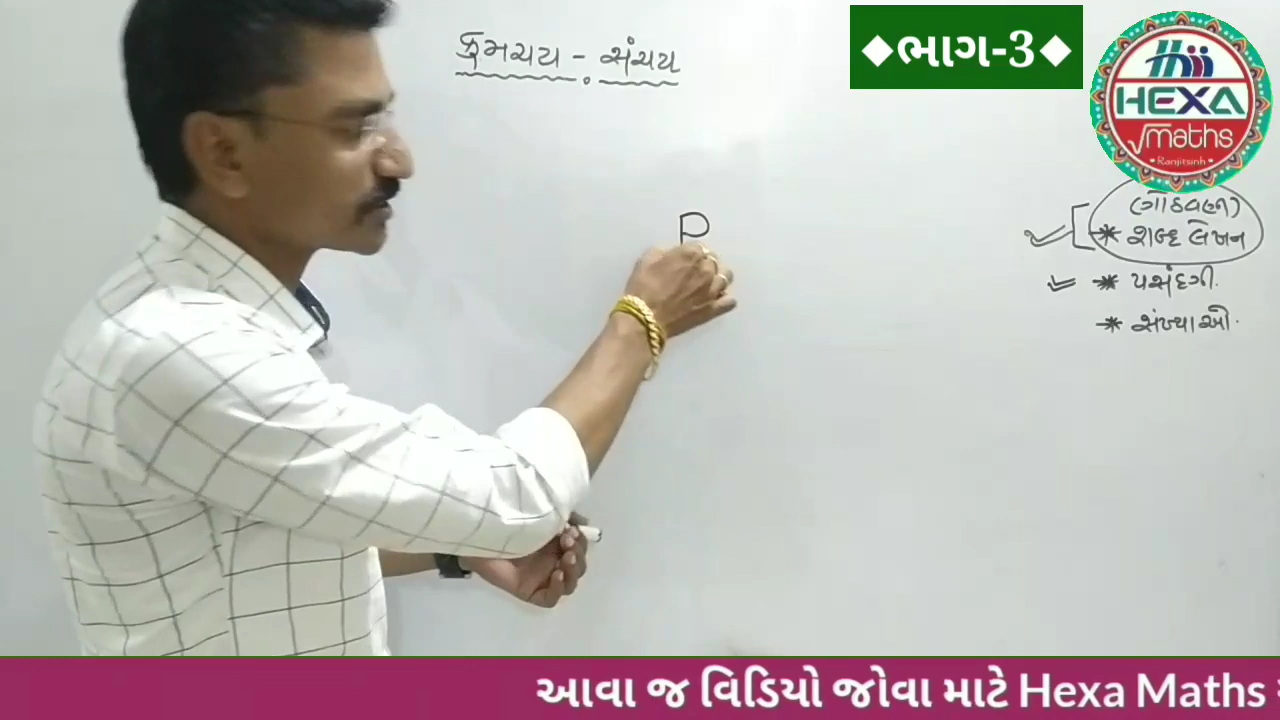 ક્રમચય - સંચય
◆ભાગ-3◆
HEXA
√maths
Ranjitsinh
(ગોઠવણ)
* શબ્દ લેખન
* પસંદગી.
* સંખ્યાઓ.
P
આવા જ વિડિયો જોવા માટે Hexa Maths